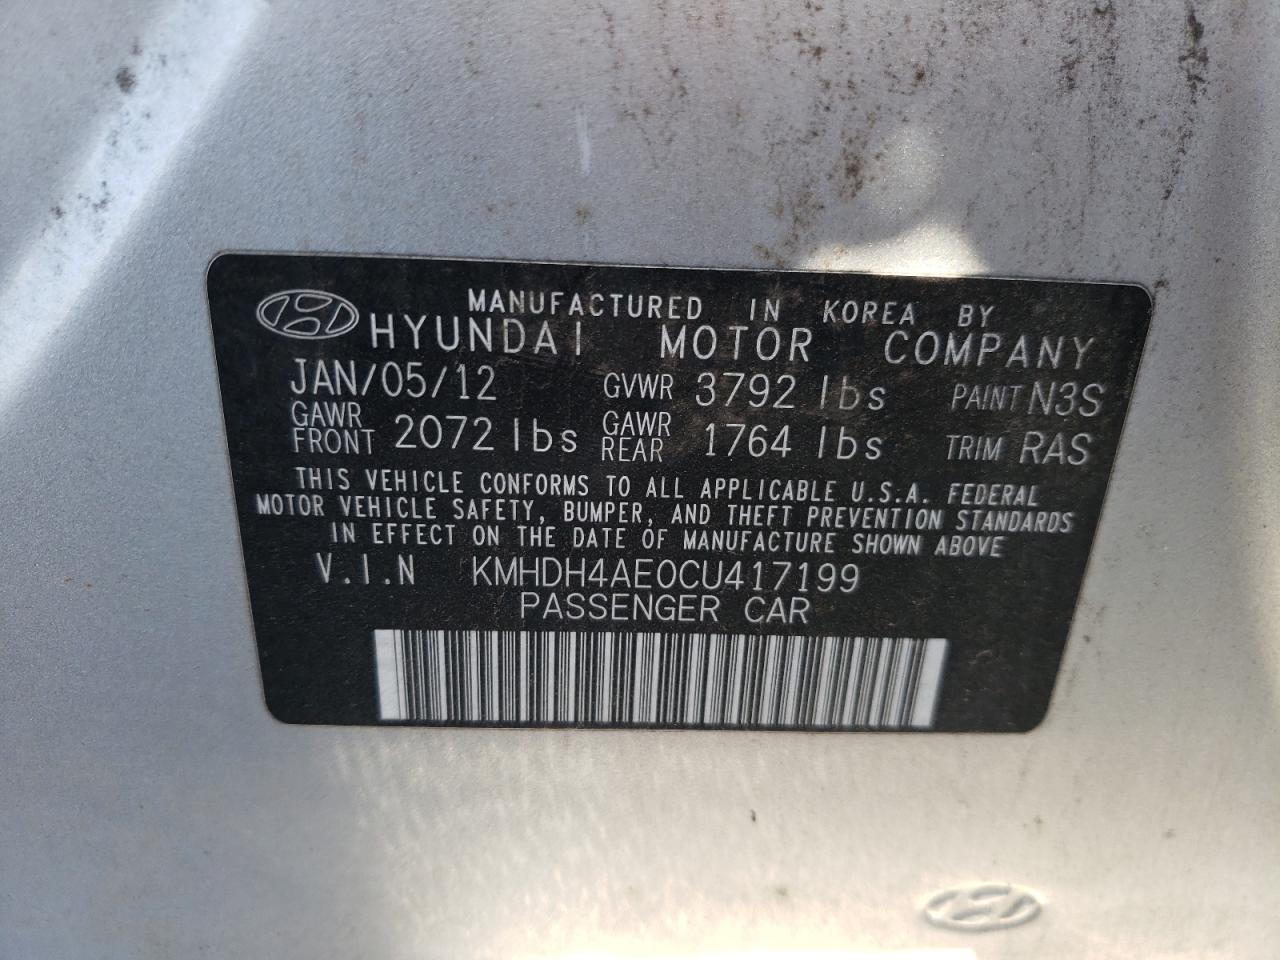 MANUFACTURED IN KOREA BY
HYUNDAI MOTOR COMPANY
JAN/05/12 GVWR 3792 lbs PAINT N3S
GAWR FRONT 2072 lbs GAWR REAR 1764 lbs TRIM RAS
THIS VEHICLE CONFORMS TO ALL APPLICABLE U.S.A. FEDERAL
MOTOR VEHICLE SAFETY, BUMPER, AND THEFT PREVENTION STANDARDS
IN EFFECT ON THE DATE OF MANUFACTURE SHOWN ABOVE
V.I.N KMHDH4AE0CU417199
PASSENGER CAR